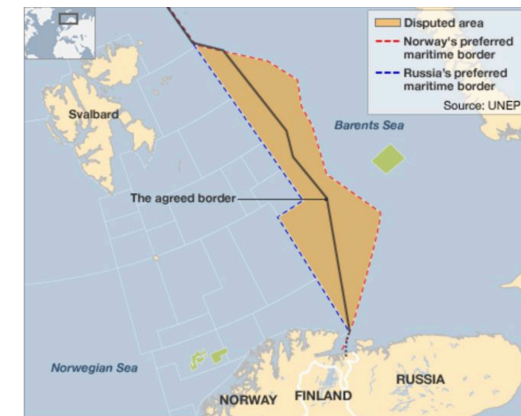 Disputed area
Norway's preferred
maritime border
Russia's preferred
maritime border
Source: UNEP
Svalbard
Barents Sea
The agreed border
Norwegian Sea
NORWAY
FINLAND
RUSSIA